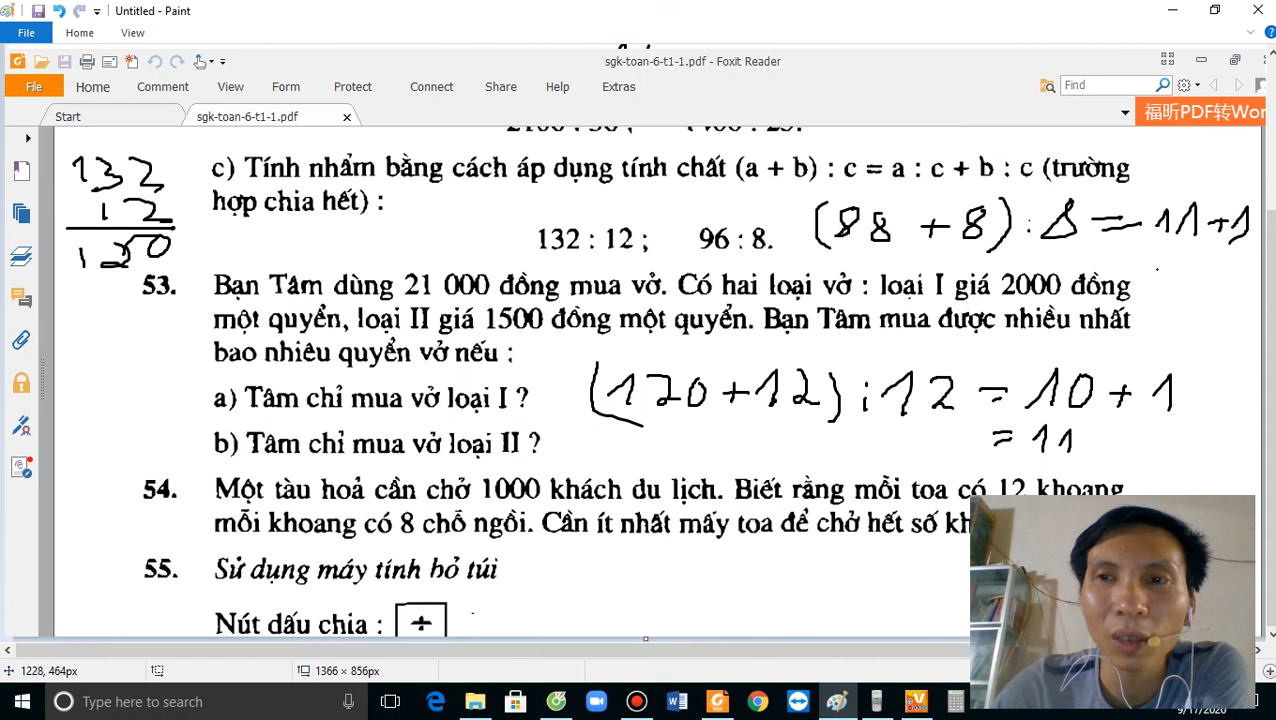 Untitled - Paint
File Home View
sgk-toan-6-t1-1.pdf - Foxit Reader
File Home Comment View Form Protect Connect Share Help Extras Find
Start sgk-toan-6-t1-1.pdf 福昕PDF转Wor
c) Tính nhẩm bằng cách áp dụng tính chất (a + b) : c = a : c + b : c (trường
hợp chia hết) :
132
12
120
(88 + 8) : 8 = 11+1
132 : 12 ; 96 : 8.
53. Bạn Tâm dùng 21 000 đồng mua vở. Có hai loại vở : loại I giá 2000 đồng
một quyển, loại II giá 1500 đồng một quyển. Bạn Tâm mua được nhiều nhất
bao nhiêu quyển vở nếu :
a) Tâm chỉ mua vở loại I ?
(120+12) : 12 = 10 + 1
= 11
b) Tâm chỉ mua vở loại II ?
54. Một tàu hoả cần chở 1000 khách du lịch. Biết rằng mỗi toa có 12 khoang
mỗi khoang có 8 chỗ ngồi. Cần ít nhất mấy toa để chở hết số kh
55. Sử dụng máy tính bỏ túi
Nút dấu chia : ÷
1228, 464px 1366 × 856px
Type here to search
9/17/2020